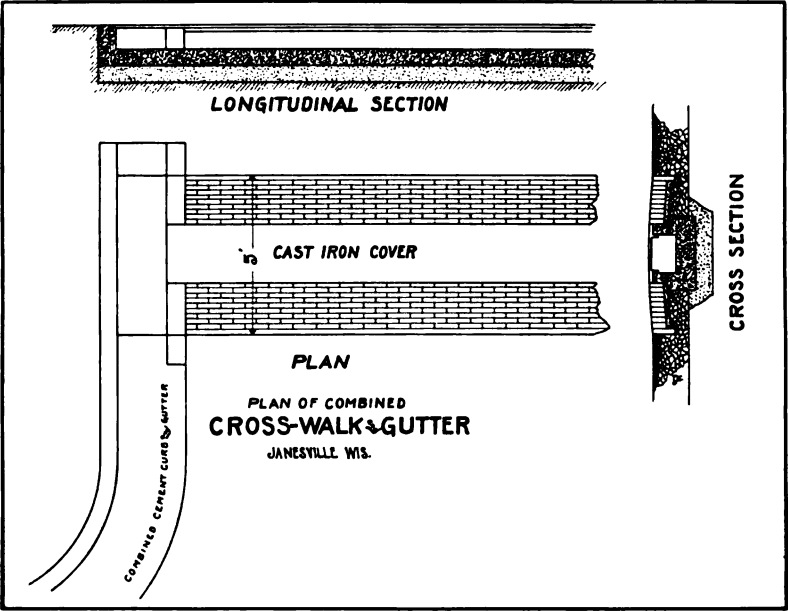 LONGITUDINAL SECTION
CROSS SECTION
5'
CAST IRON COVER
PLAN
PLAN OF COMBINED
CROSS-WALK & GUTTER
JANESVILLE WIS.
COMBINED CEMENT CURB & GUTTER